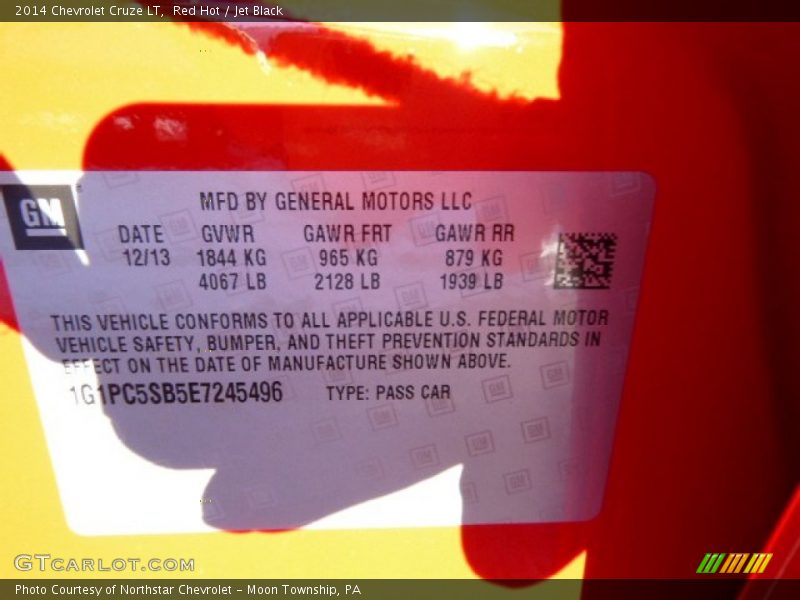 2014 Chevrolet Cruze LT, Red Hot / Jet Black
GM
MFD BY GENERAL MOTORS LLC
DATE GVWR GAWR FRT GAWR RR
12/13 1844 KG 965 KG 879 KG
4067 LB 2128 LB 1939 LB
THIS VEHICLE CONFORMS TO ALL APPLICABLE U.S. FEDERAL MOTOR
VEHICLE SAFETY, BUMPER, AND THEFT PREVENTION STANDARDS IN
EFFECT ON THE DATE OF MANUFACTURE SHOWN ABOVE.
1G1PC5SB5E7245496 TYPE: PASS CAR
GTCARLOT.COM
Photo Courtesy of Northstar Chevrolet - Moon Township, PA